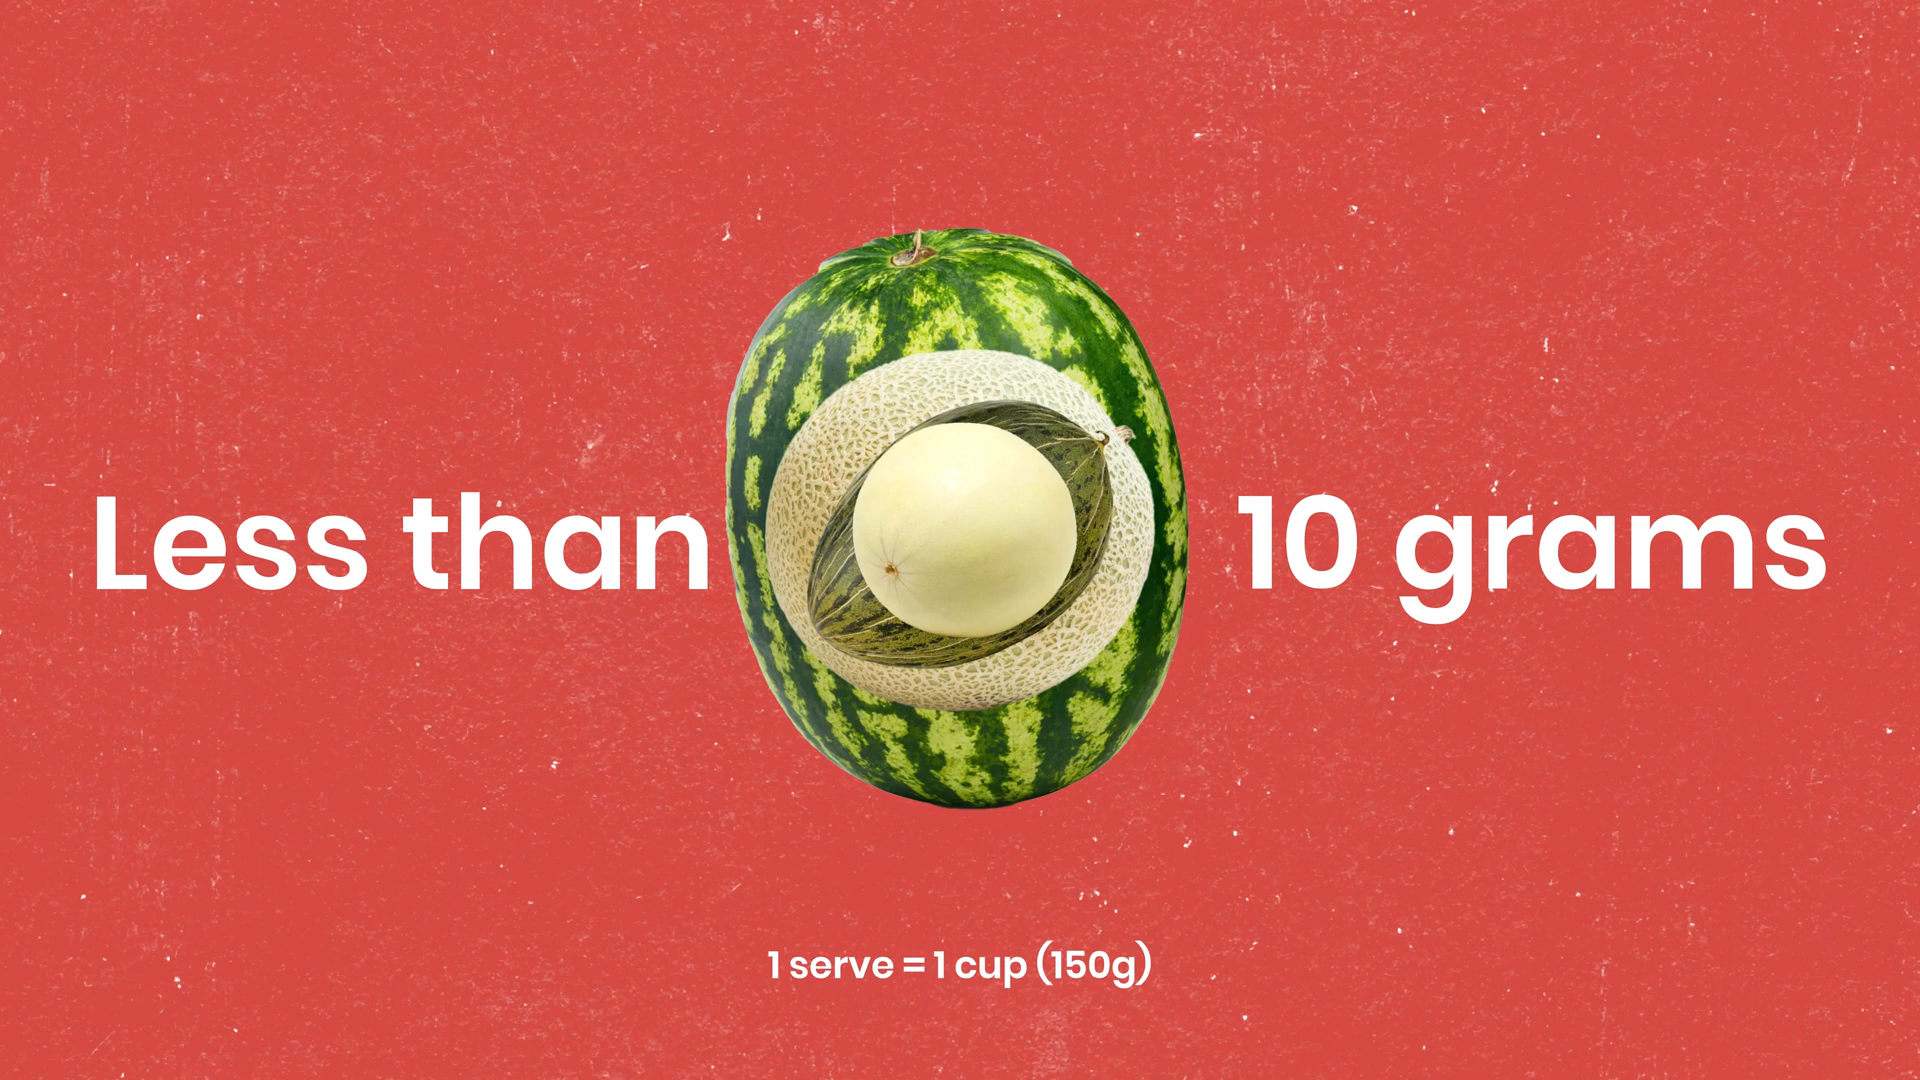 Less than 10 grams
1 serve = 1 cup (150g)